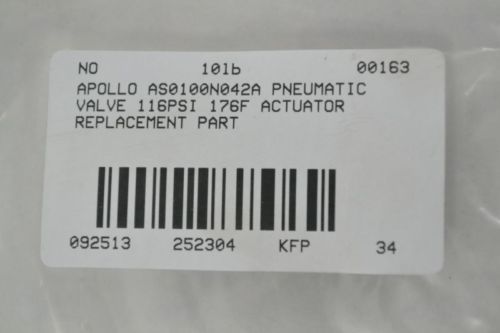 NO 101b 00163
APOLLO AS0100N042A PNEUMATIC
VALVE 116PSI 176F ACTUATOR
REPLACEMENT PART
092513 252304 KFP 34